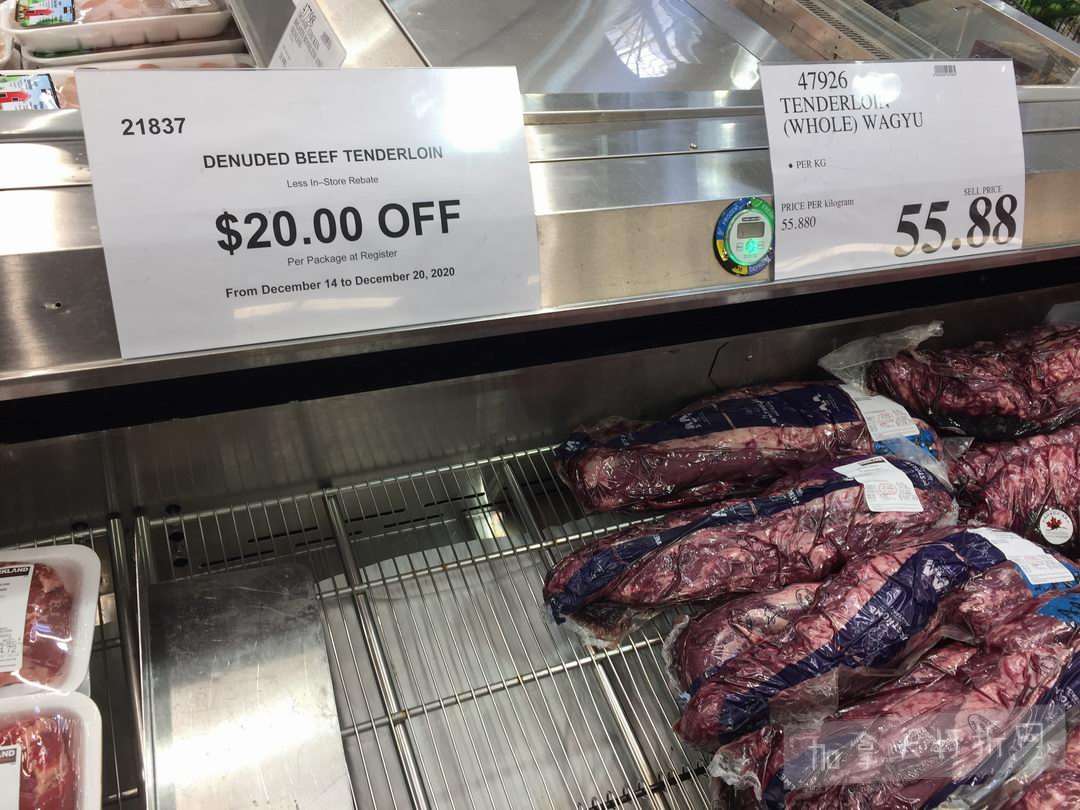 21837
DENUDED BEEF TENDERLOIN
Less In-Store Rebate
$20.00 OFF
Per Package at Register
From December 14 to December 20, 2020
47926
TENDERLOIN
(WHOLE) WAGYU
• PER KG
SELL PRICE
PRICE PER kilogram
55.880
55.88
加拿大打折网